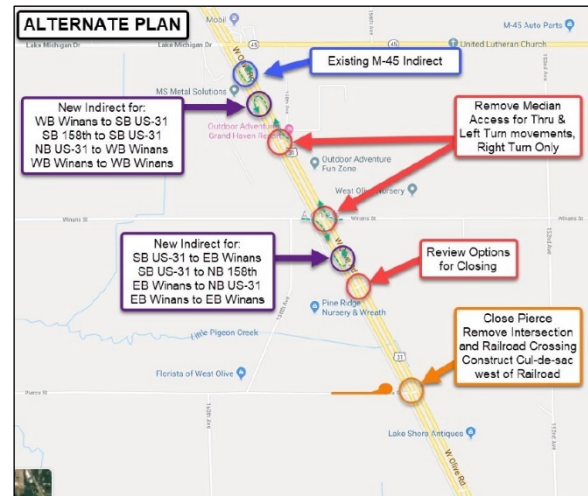 ALTERNATE PLAN
Mobil
M-45 Auto Parts
Lake Michigan Dr
Lake Michigan Dr
45
45
United Lutheran Church
Existing M-45 Indirect
MS Metal Solutions
New Indirect for:
WB Winans to SB US-31
SB 158th to SB US-31
NB US-31 to WB Winans
WB Winans to WB Winans
Remove Median
Access for Thru &
Left Turn movements,
Right Turn Only
Outdoor Adventure
Grand Haven
Outdoor Adventure
Fun Zone
West Olive Nursery
152nd Ave
Winans St
Winans St
New Indirect for:
SB US-31 to EB Winans
SB US-31 to NB 158th
EB Winans to NB US-31
EB Winans to EB Winans
Review Options
for Closing
Pine Ridge
Nursery & Wreath
Little Pigeon Creek
31
Florista of West Olive
Pierce St
Close Pierce
Remove Intersection
and Railroad Crossing
Construct Cul-de-sac
west of Railroad
Lake Shore Antiques
W Olive Rd